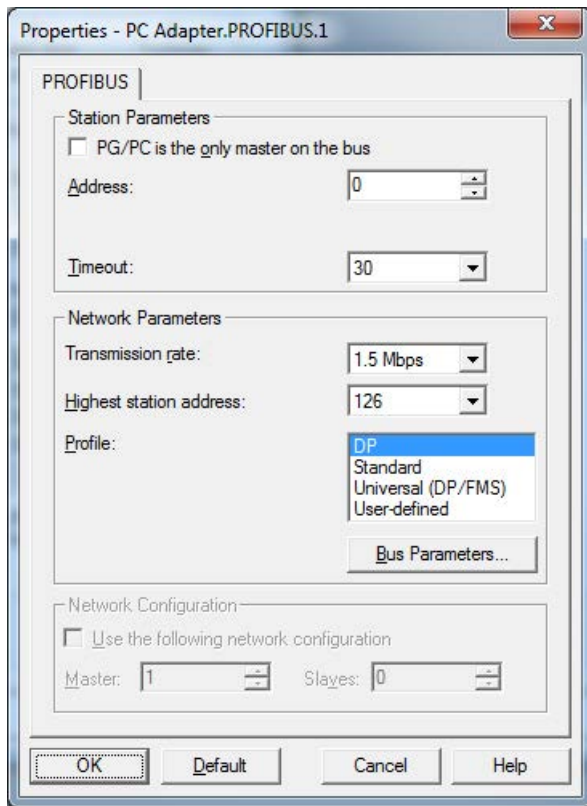 Properties - PC Adapter.PROFIBUS.1
PROFIBUS
Station Parameters
PG/PC is the only master on the bus
Address: 0
Timeout: 30
Network Parameters
Transmission rate: 1.5 Mbps
Highest station address: 126
Profile: DP
Standard
Universal (DP/FMS)
User-defined
Bus Parameters...
Network Configuration
Use the following network configuration
Master: 1 Slaves: 0
OK Default Cancel Help